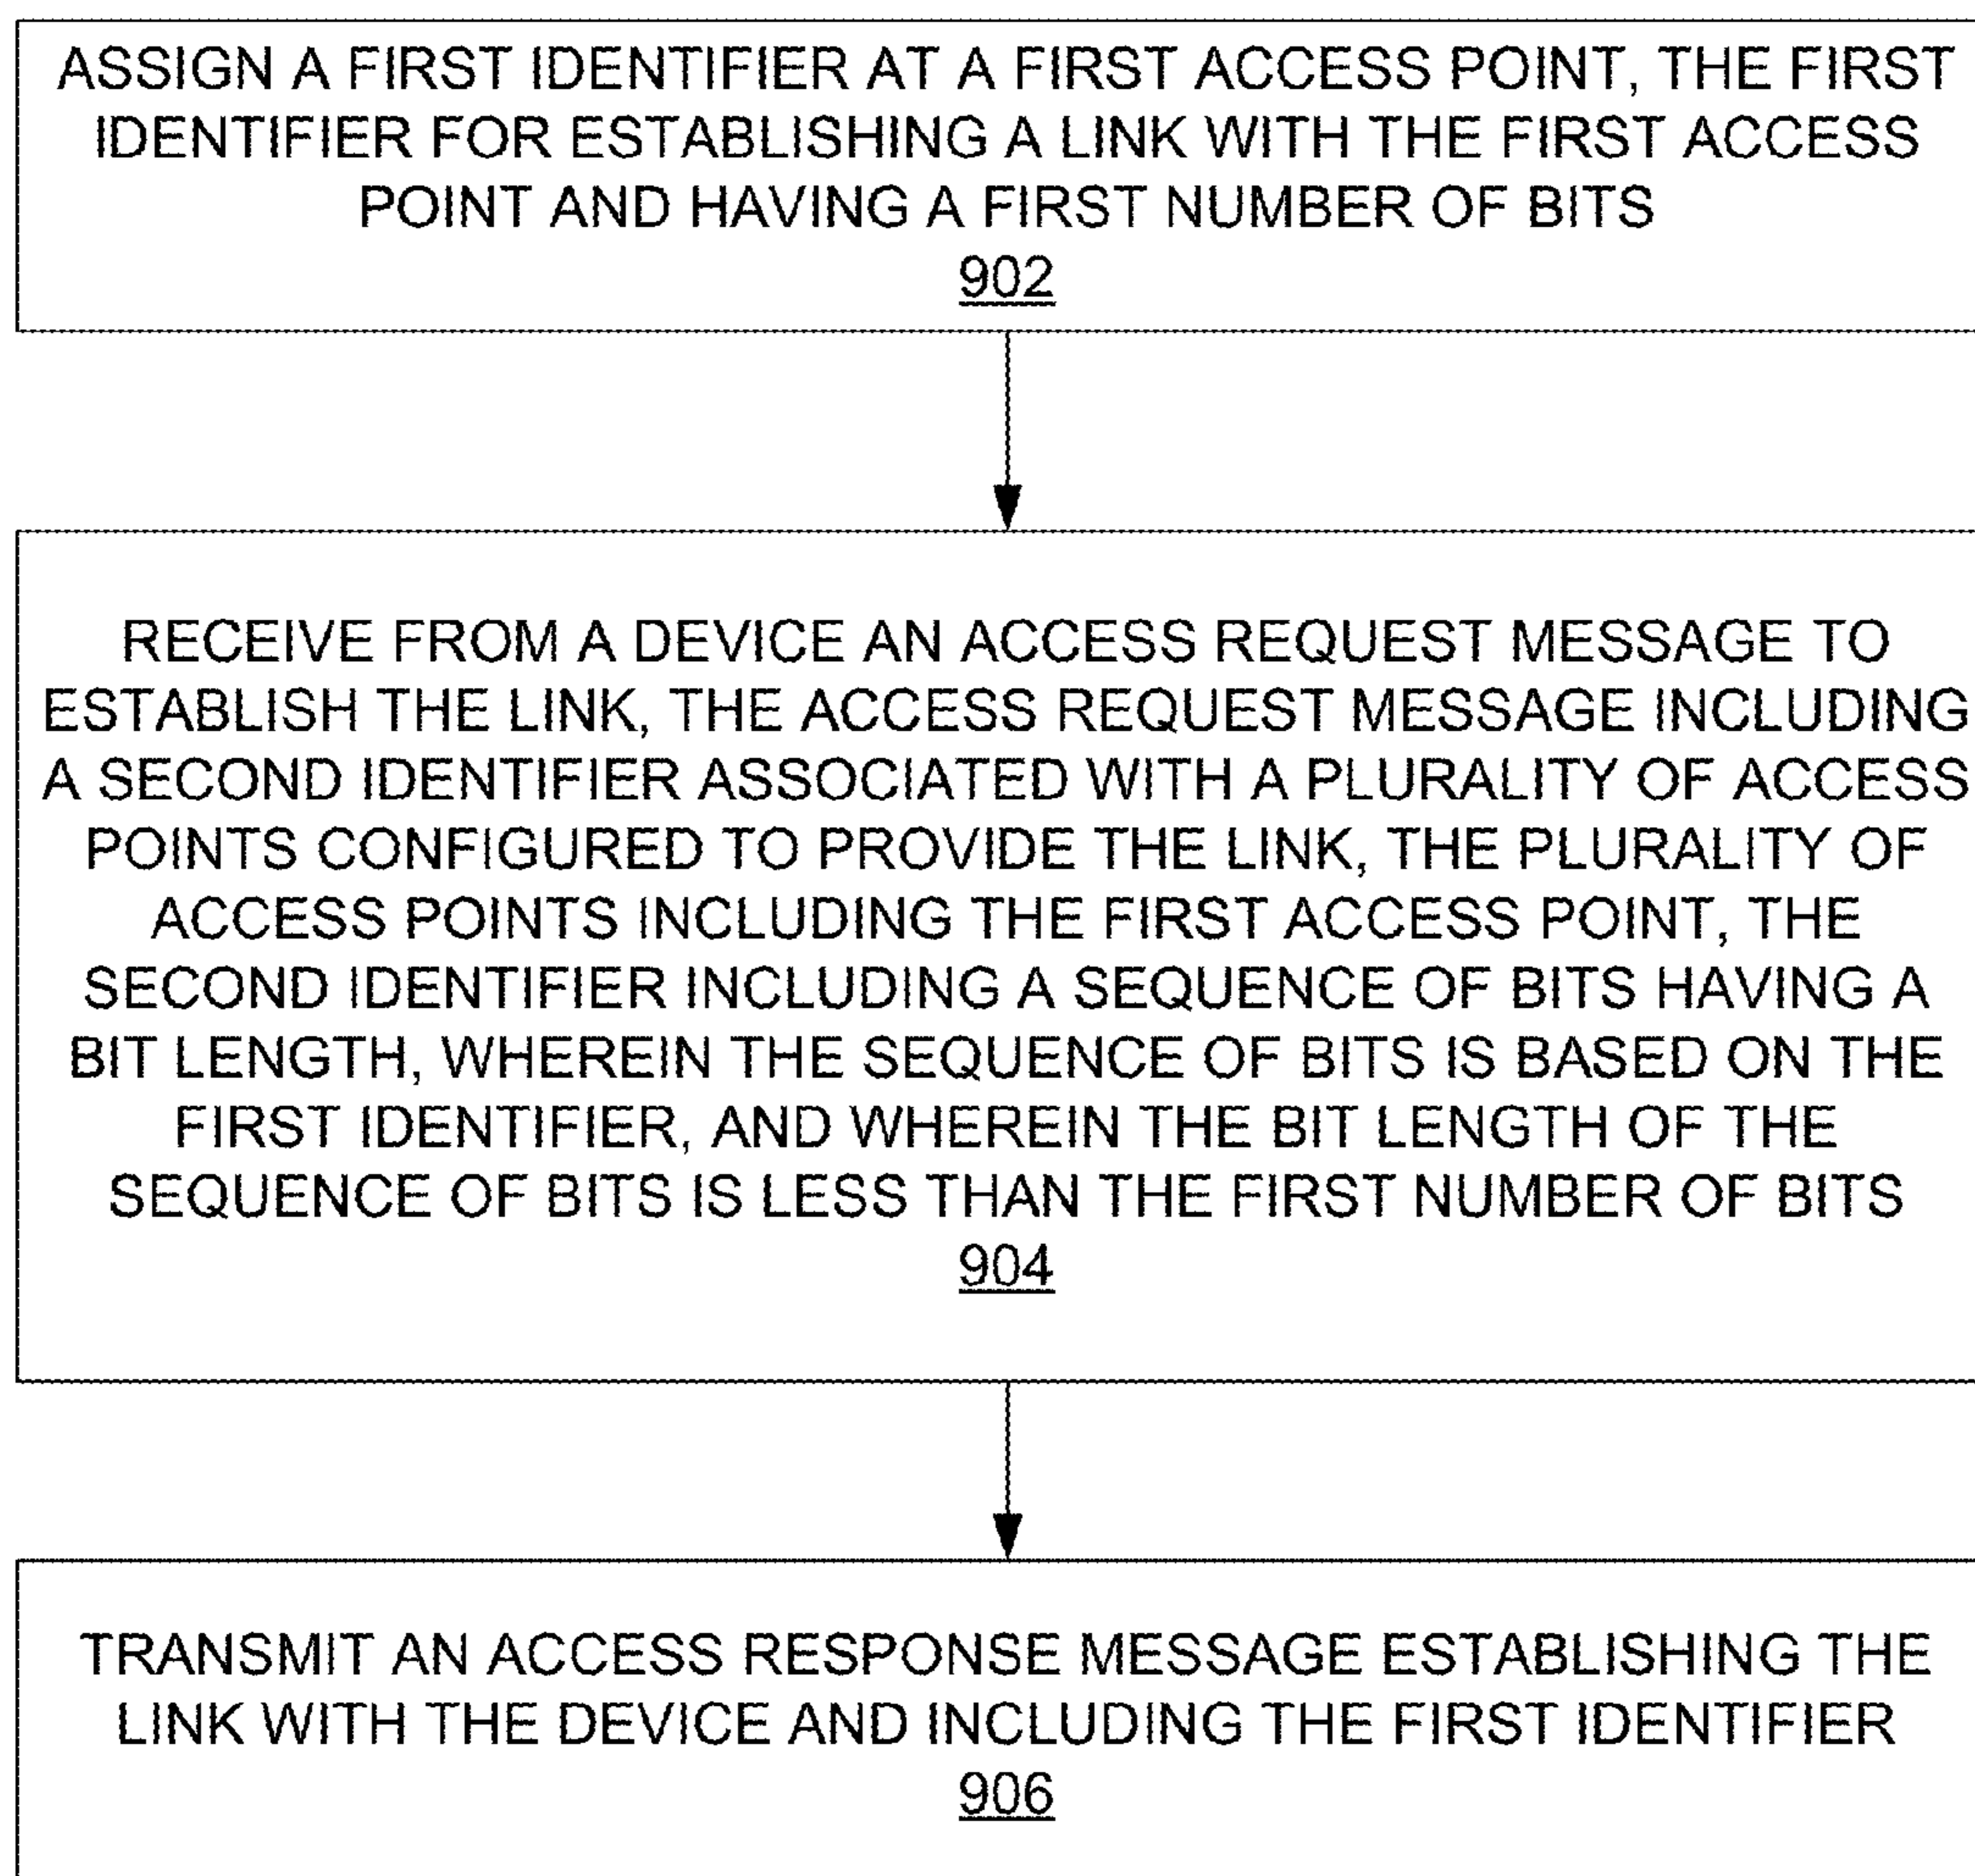 ASSIGN A FIRST IDENTIFIER AT A FIRST ACCESS POINT, THE FIRST
IDENTIFIER FOR ESTABLISHING A LINK WITH THE FIRST ACCESS
POINT AND HAVING A FIRST NUMBER OF BITS
902
RECEIVE FROM A DEVICE AN ACCESS REQUEST MESSAGE TO
ESTABLISH THE LINK, THE ACCESS REQUEST MESSAGE INCLUDING
A SECOND IDENTIFIER ASSOCIATED WITH A PLURALITY OF ACCESS
POINTS CONFIGURED TO PROVIDE THE LINK, THE PLURALITY OF
ACCESS POINTS INCLUDING THE FIRST ACCESS POINT, THE
SECOND IDENTIFIER INCLUDING A SEQUENCE OF BITS HAVING A
BIT LENGTH, WHEREIN THE SEQUENCE OF BITS IS BASED ON THE
FIRST IDENTIFIER, AND WHEREIN THE BIT LENGTH OF THE
SEQUENCE OF BITS IS LESS THAN THE FIRST NUMBER OF BITS
904
TRANSMIT AN ACCESS RESPONSE MESSAGE ESTABLISHING THE
LINK WITH THE DEVICE AND INCLUDING THE FIRST IDENTIFIER
906